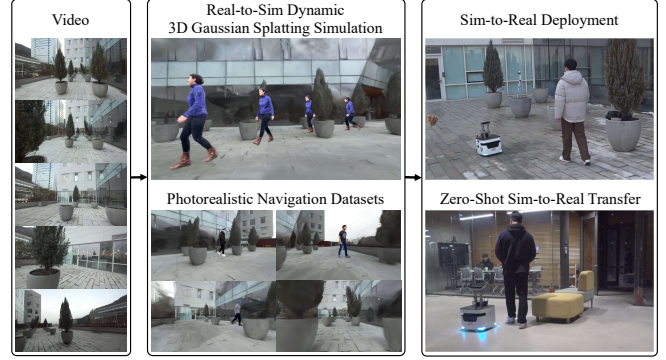 Video
Real-to-Sim Dynamic
3D Gaussian Splatting Simulation
Photorealistic Navigation Datasets
Sim-to-Real Deployment
Zero-Shot Sim-to-Real Transfer